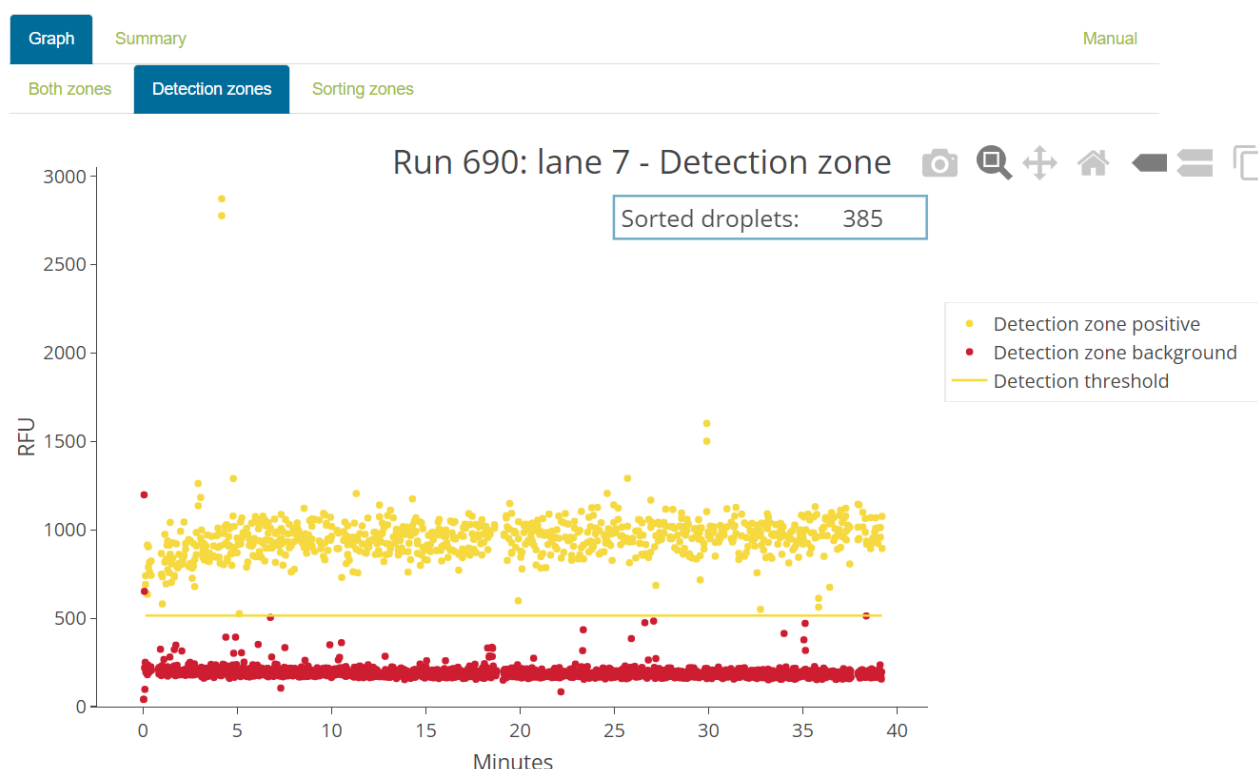 Graph Summary Manual
Both zones Detection zones Sorting zones
Run 690: lane 7 - Detection zone
Sorted droplets: 385
3000
2500
2000
1500
1000
500
0
RFU
0 5 10 15 20 25 30 35 40
Minutes
Detection zone positive
Detection zone background
Detection threshold